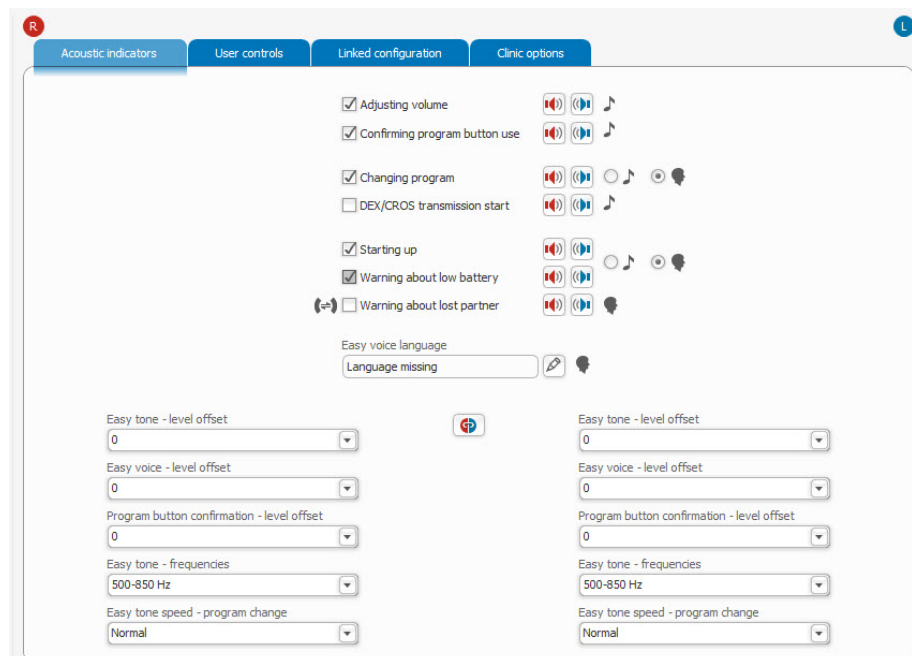 R
L
Acoustic indicators
User controls
Linked configuration
Clinic options
Adjusting volume
Confirming program button use
Changing program
DEX/CROS transmission start
Starting up
Warning about low battery
Warning about lost partner
Easy voice language
Language missing
Easy tone - level offset
0
Easy voice - level offset
0
Program button confirmation - level offset
0
Easy tone - frequencies
500-850 Hz
Easy tone speed - program change
Normal
Easy tone - level offset
0
Easy voice - level offset
0
Program button confirmation - level offset
0
Easy tone - frequencies
500-850 Hz
Easy tone speed - program change
Normal